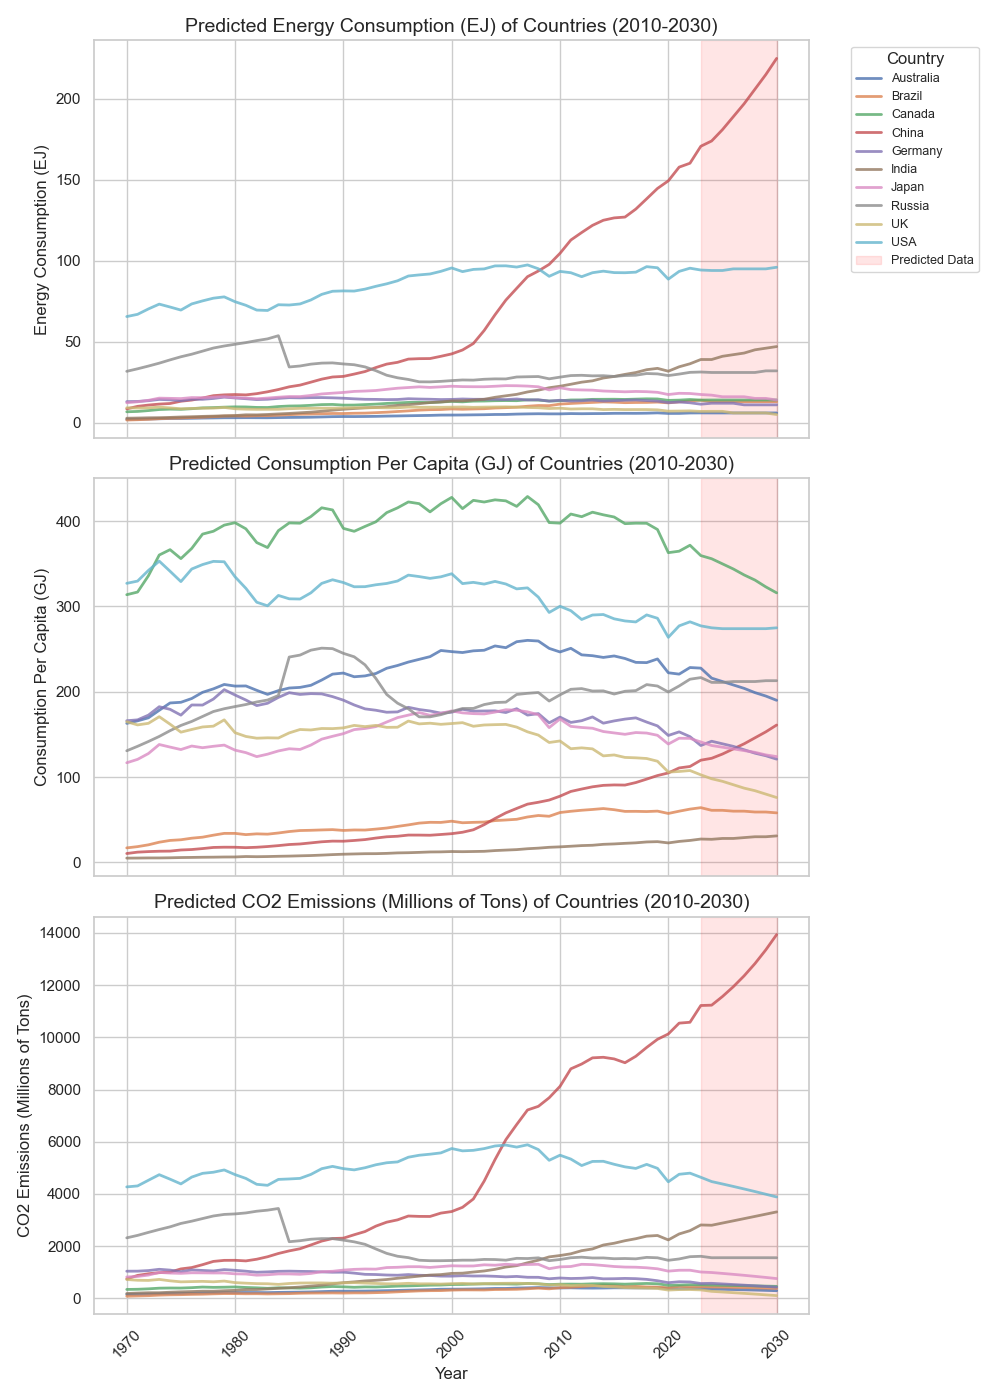 Predicted Energy Consumption (EJ) of Countries (2010-2030)
Energy Consumption (EJ)
200
150
100
50
0
Country
Australia
Brazil
Canada
China
Germany
India
Japan
Russia
UK
USA
Predicted Data
Predicted Consumption Per Capita (GJ) of Countries (2010-2030)
Consumption Per Capita (GJ)
400
300
200
100
0
Predicted CO2 Emissions (Millions of Tons) of Countries (2010-2030)
CO2 Emissions (Millions of Tons)
14000
12000
10000
8000
6000
4000
2000
0
1970 1980 1990 2000 2010 2020 2030
Year